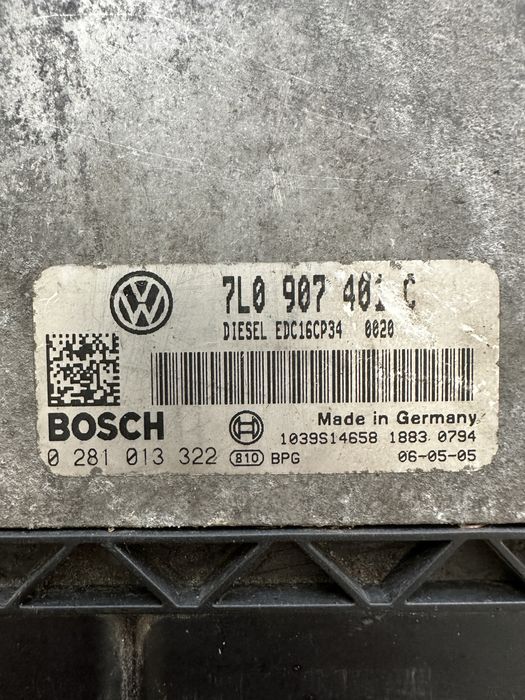 7L0 907 401 C
DIESEL EDC16CP34 0020
BOSCH
Made in Germany
1039S14658 1883 0794
0 281 013 322 810 BPG 06-05-05